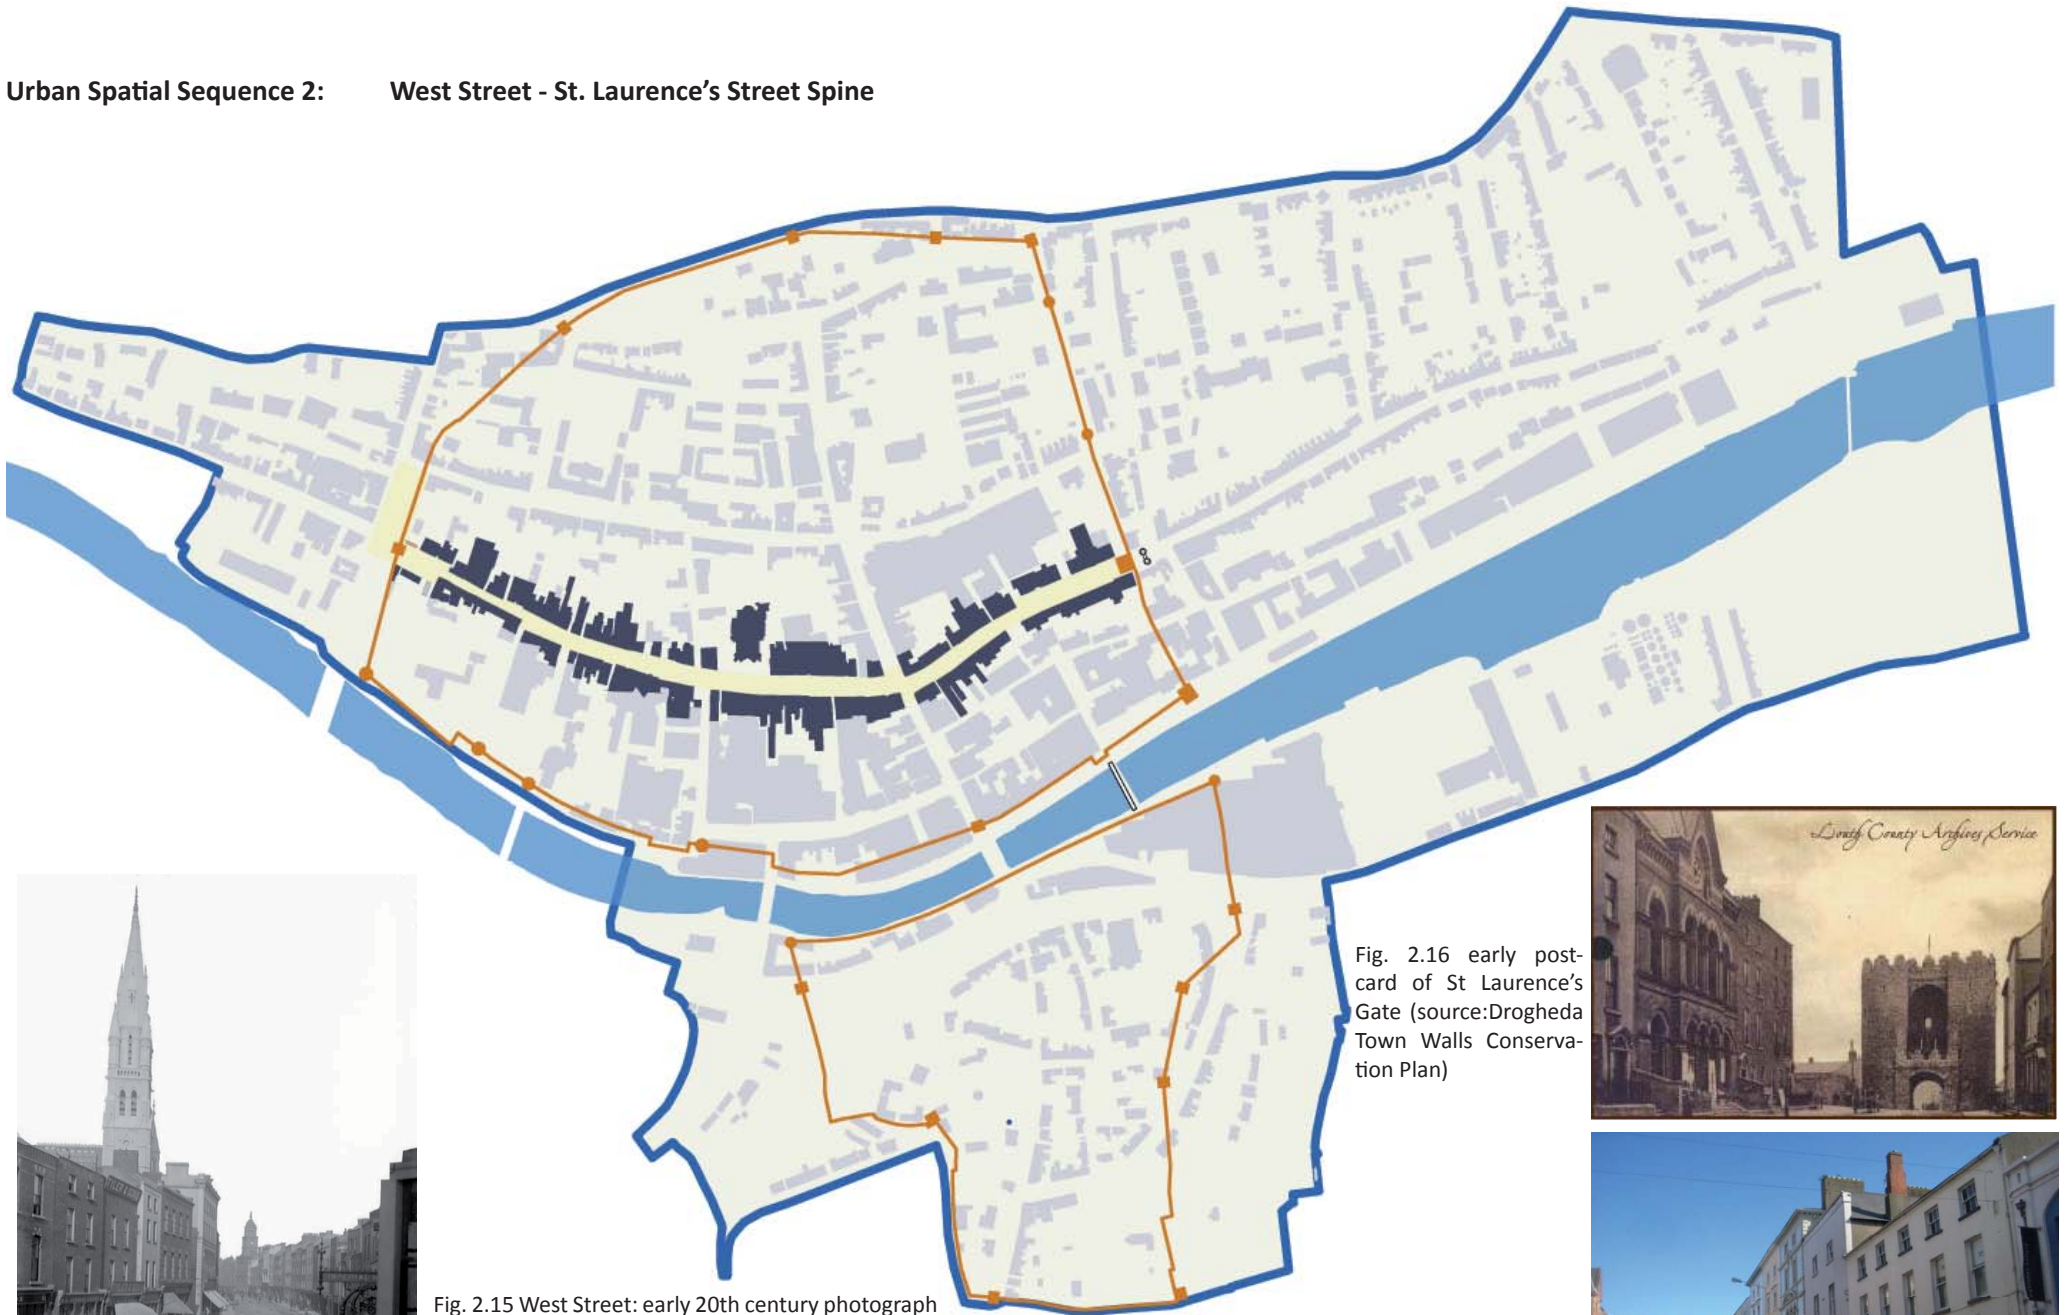 Urban Spatial Sequence 2: West Street - St. Laurence’s Street Spine
Louth County Archives Service
Fig. 2.16 early post-
card of St Laurence’s
Gate (source:Drogheda
Town Walls Conserva-
tion Plan)
Fig. 2.15 West Street: early 20th century photograph